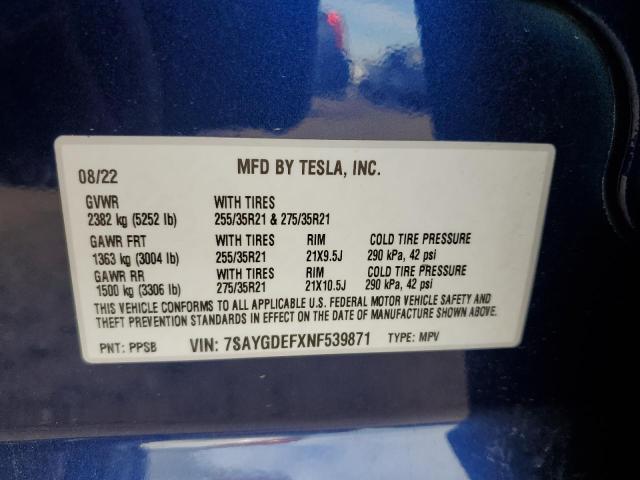 MFD BY TESLA, INC.
08/22
GVWR WITH TIRES
2382 kg (5252 lb) 255/35R21 & 275/35R21
GAWR FRT WITH TIRES RIM COLD TIRE PRESSURE
1363 kg (3004 lb) 255/35R21 21X9.5J 290 kPa, 42 psi
GAWR RR WITH TIRES RIM COLD TIRE PRESSURE
1500 kg (3306 lb) 275/35R21 21X10.5J 290 kPa, 42 psi
THIS VEHICLE CONFORMS TO ALL APPLICABLE U.S. FEDERAL MOTOR VEHICLE SAFETY AND
THEFT PREVENTION STANDARDS IN EFFECT ON THE DATE OF MANUFACTURE SHOWN ABOVE.
PNT: PPSB VIN: 7SAYGDEFXNF539871 TYPE: MPV